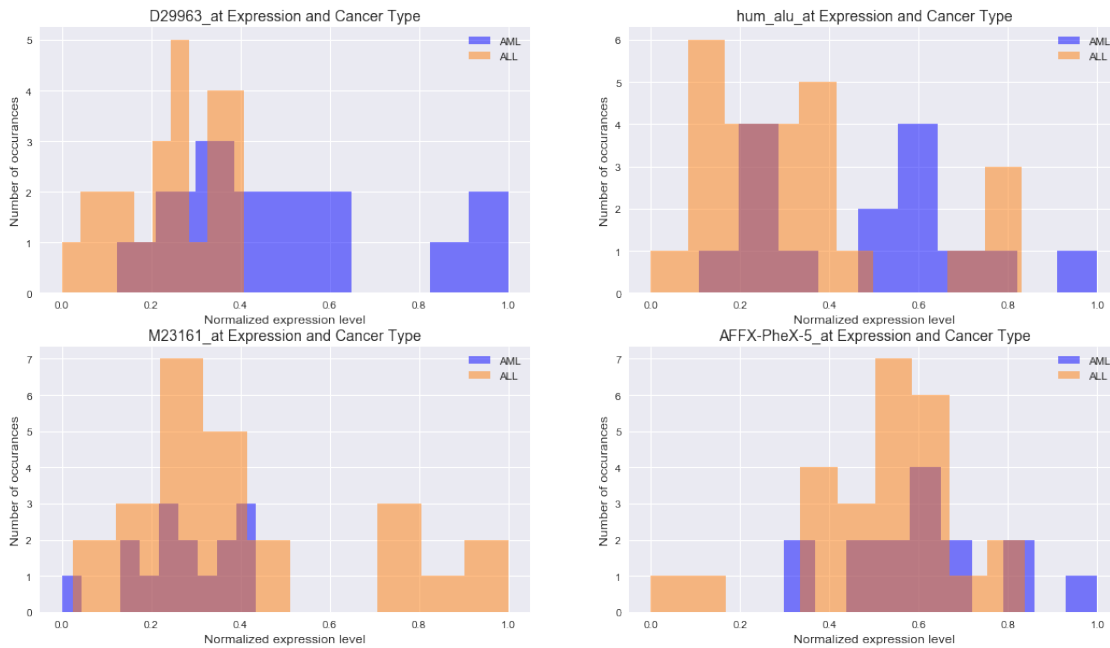 D29963_at Expression and Cancer Type
5
4
3
2
1
0
Number of occurances
AML
ALL
0.0 0.2 0.4 0.6 0.8 1.0
Normalized expression level
hum_alu_at Expression and Cancer Type
6
5
4
3
2
1
0
Number of occurances
AML
ALL
0.0 0.2 0.4 0.6 0.8 1.0
Normalized expression level
M23161_at Expression and Cancer Type
7
6
5
4
3
2
1
0
Number of occurances
AML
ALL
0.0 0.2 0.4 0.6 0.8 1.0
Normalized expression level
AFFX-PheX-5_at Expression and Cancer Type
7
6
5
4
3
2
1
0
Number of occurances
AML
ALL
0.0 0.2 0.4 0.6 0.8 1.0
Normalized expression level